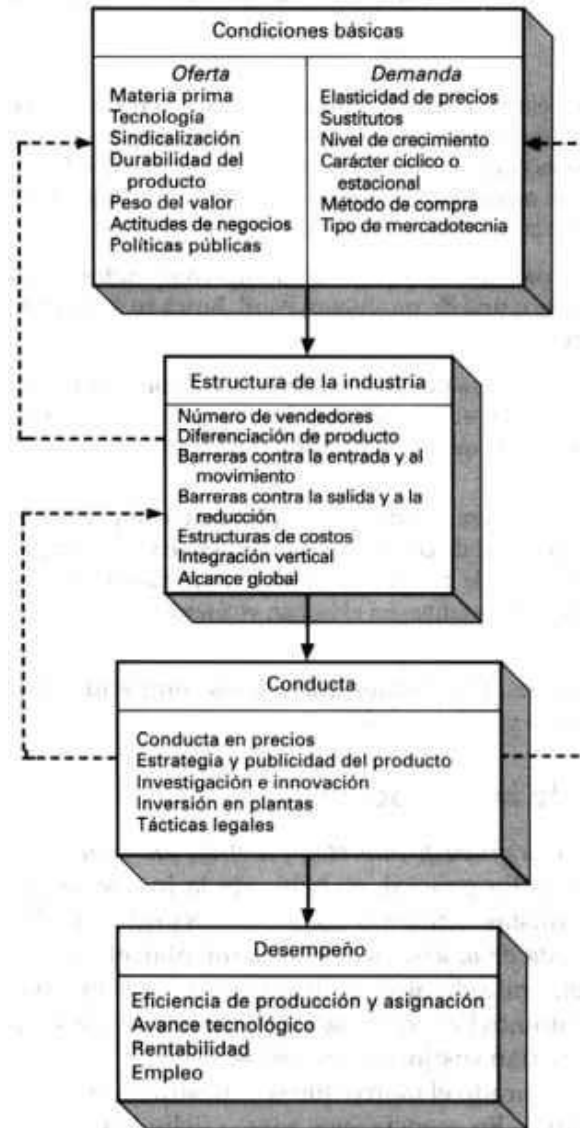 Condiciones básicas
Oferta
Materia prima
Tecnología
Sindicalización
Durabilidad del
producto
Peso del valor
Actitudes de negocios
Políticas públicas
Demanda
Elasticidad de precios
Sustítutos
Nivel de crecimiento
Carácter cíclico o
estacional
Método de compra
Tipo de mercadotecnia
Estructura de la industria
Número de vendedores
Diferenciación de producto
Barreras contra la entrada y al
movimiento
Barreras contra la salida y a la
reducción
Estructuras de costos
Integración vertical
Alcance global
Conducta
Conducta en precios
Estrategia y publicidad del producto
Investigación e innovación
Inversión en plantas
Tácticas legales
Desempeño
Eficiencia de producción y asignación
Avance tecnológico
Rentabilidad
Empleo